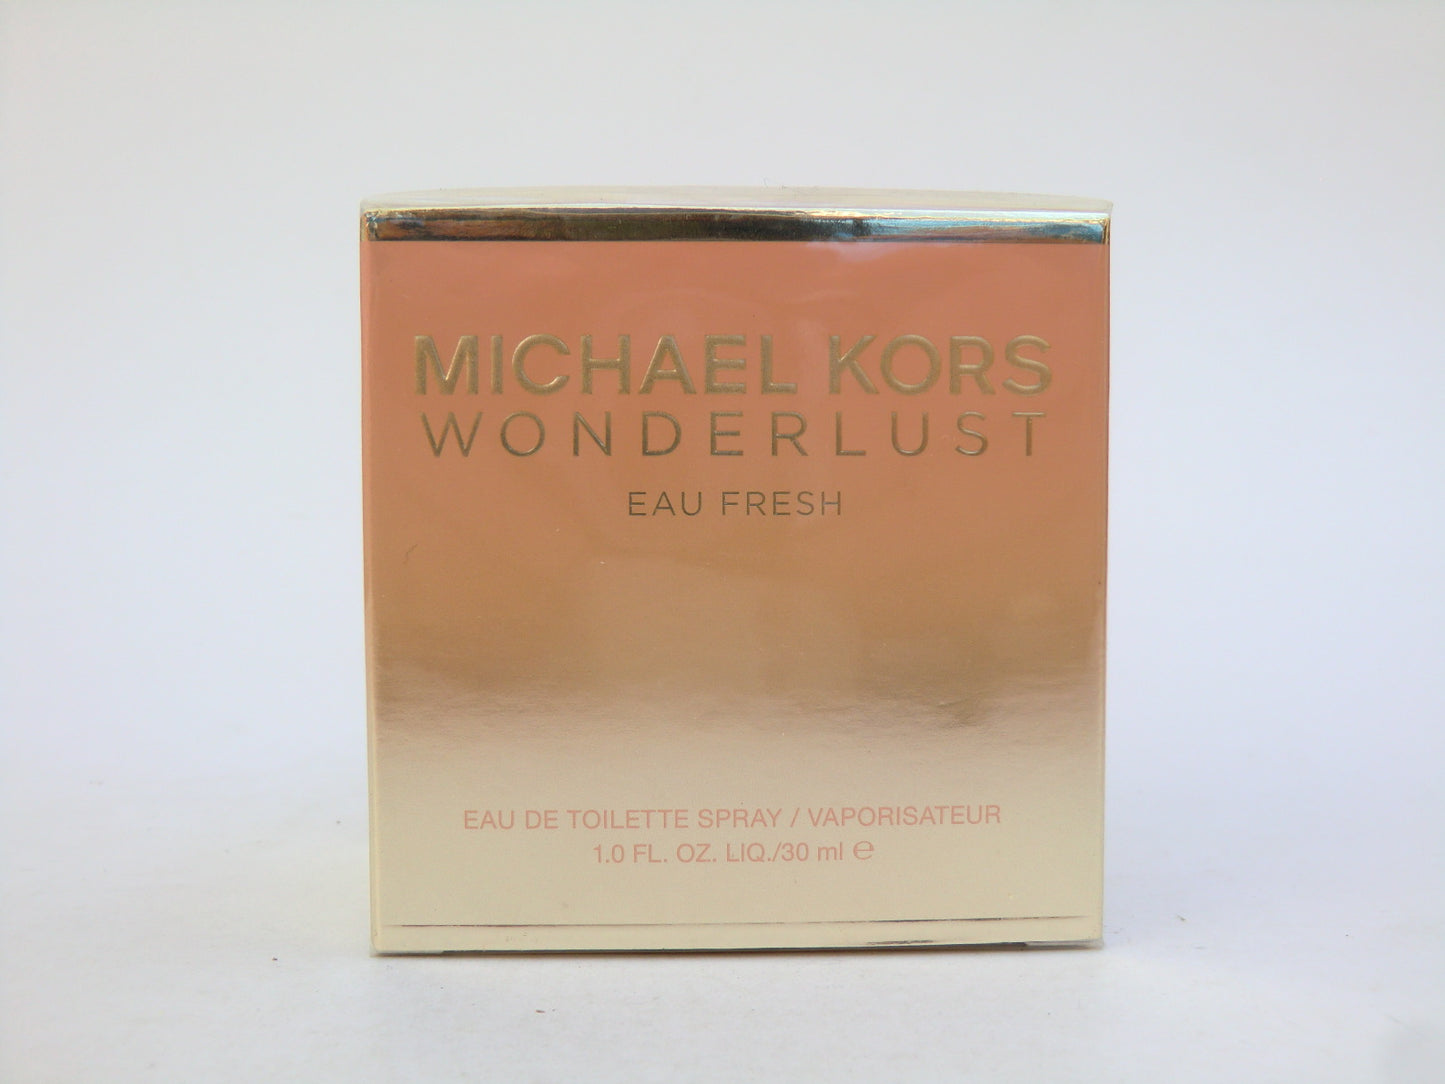 MICHAEL KORS
WONDERLUST
EAU FRESH
EAU DE TOILETTE SPRAY / VAPORISATEUR
1.0 FL. OZ. LIQ./30 ml ℮